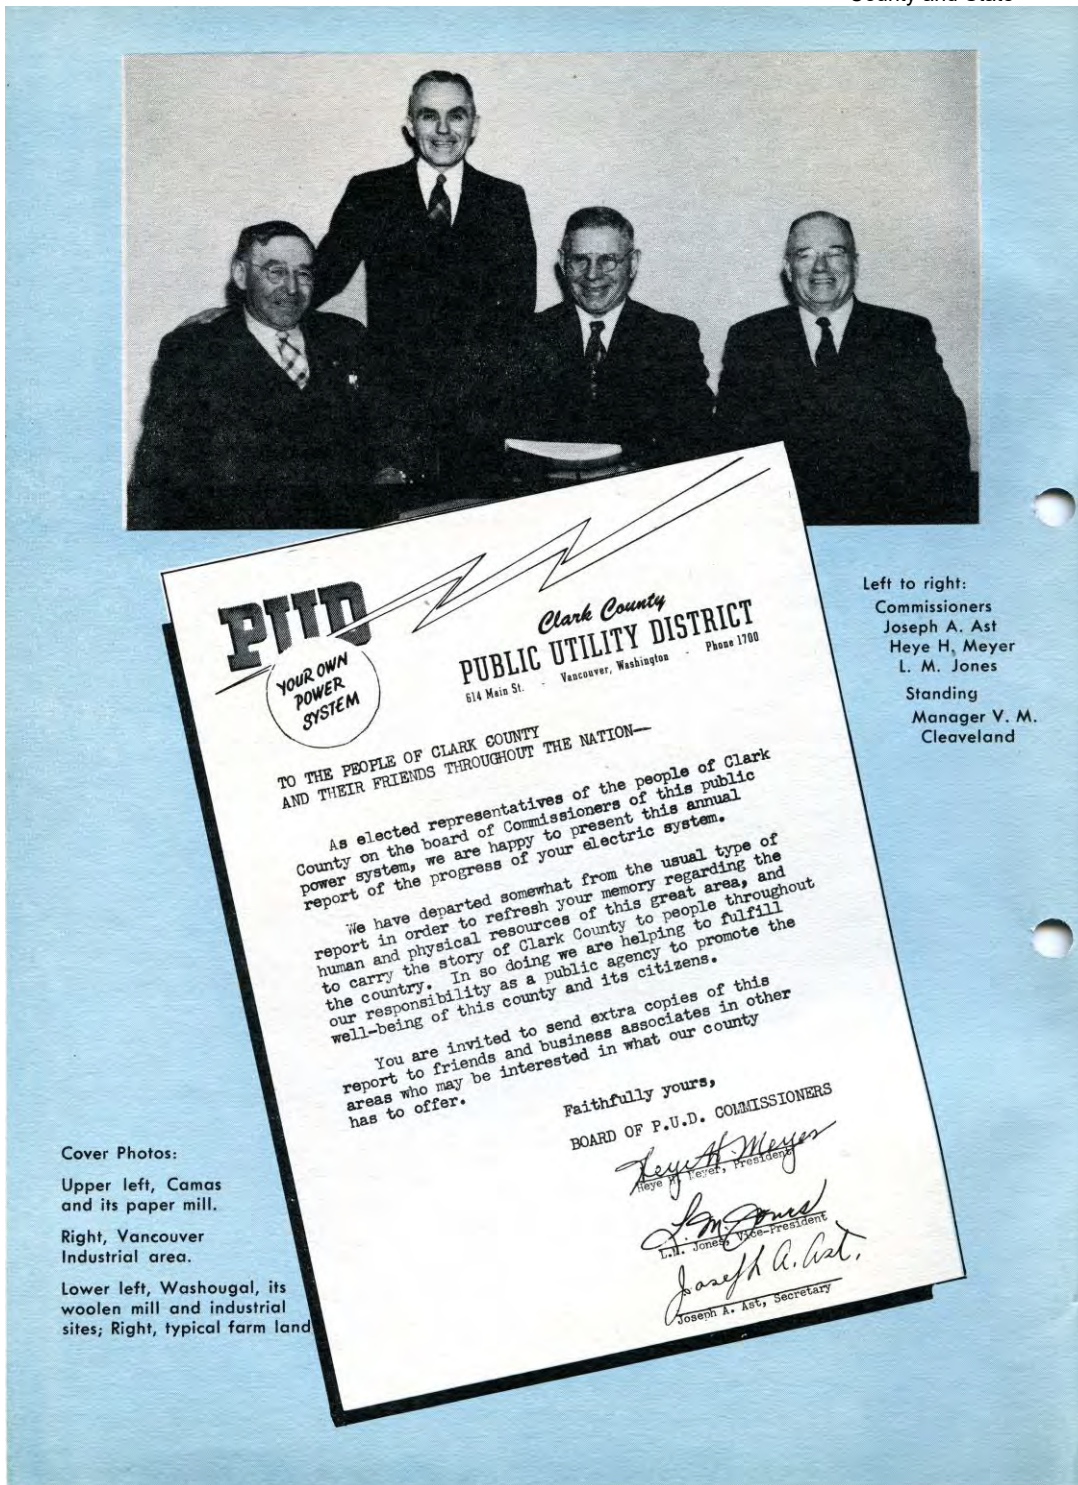 County and State
PUD
YOUR OWN
POWER
SYSTEM
Clark County
PUBLIC UTILITY DISTRICT
614 Main St. - Vancouver, Washington - Phone 1700
TO THE PEOPLE OF CLARK COUNTY
AND THEIR FRIENDS THROUGHOUT THE NATION—
As elected representatives of the people of Clark
County on the board of Commissioners of this public
power system, we are happy to present this annual
report of the progress of your electric system.
We have departed somewhat from the usual type of
report in order to refresh your memory regarding the
human and physical resources of this great area, and
to carry the story of Clark County to people throughout
the country. In so doing we are helping to fulfill
our responsibility as a public agency to promote the
well-being of this county and its citizens.
You are invited to send extra copies of this
report to friends and business associates in other
areas who may be interested in what our county
has to offer.
Faithfully yours,
BOARD OF P.U.D. COMMISSIONERS
Heye H. Meyer
Heye H. Meyer, President
L. M. Jones
L.M. Jones, Vice-President
Joseph A. Ast.
Joseph A. Ast, Secretary
Left to right:
Commissioners
Joseph A. Ast
Heye H. Meyer
L. M. Jones
Standing
Manager V. M.
Cleaveland
Cover Photos:
Upper left, Camas
and its paper mill.
Right, Vancouver
Industrial area.
Lower left, Washougal, its
woolen mill and industrial
sites; Right, typical farm land